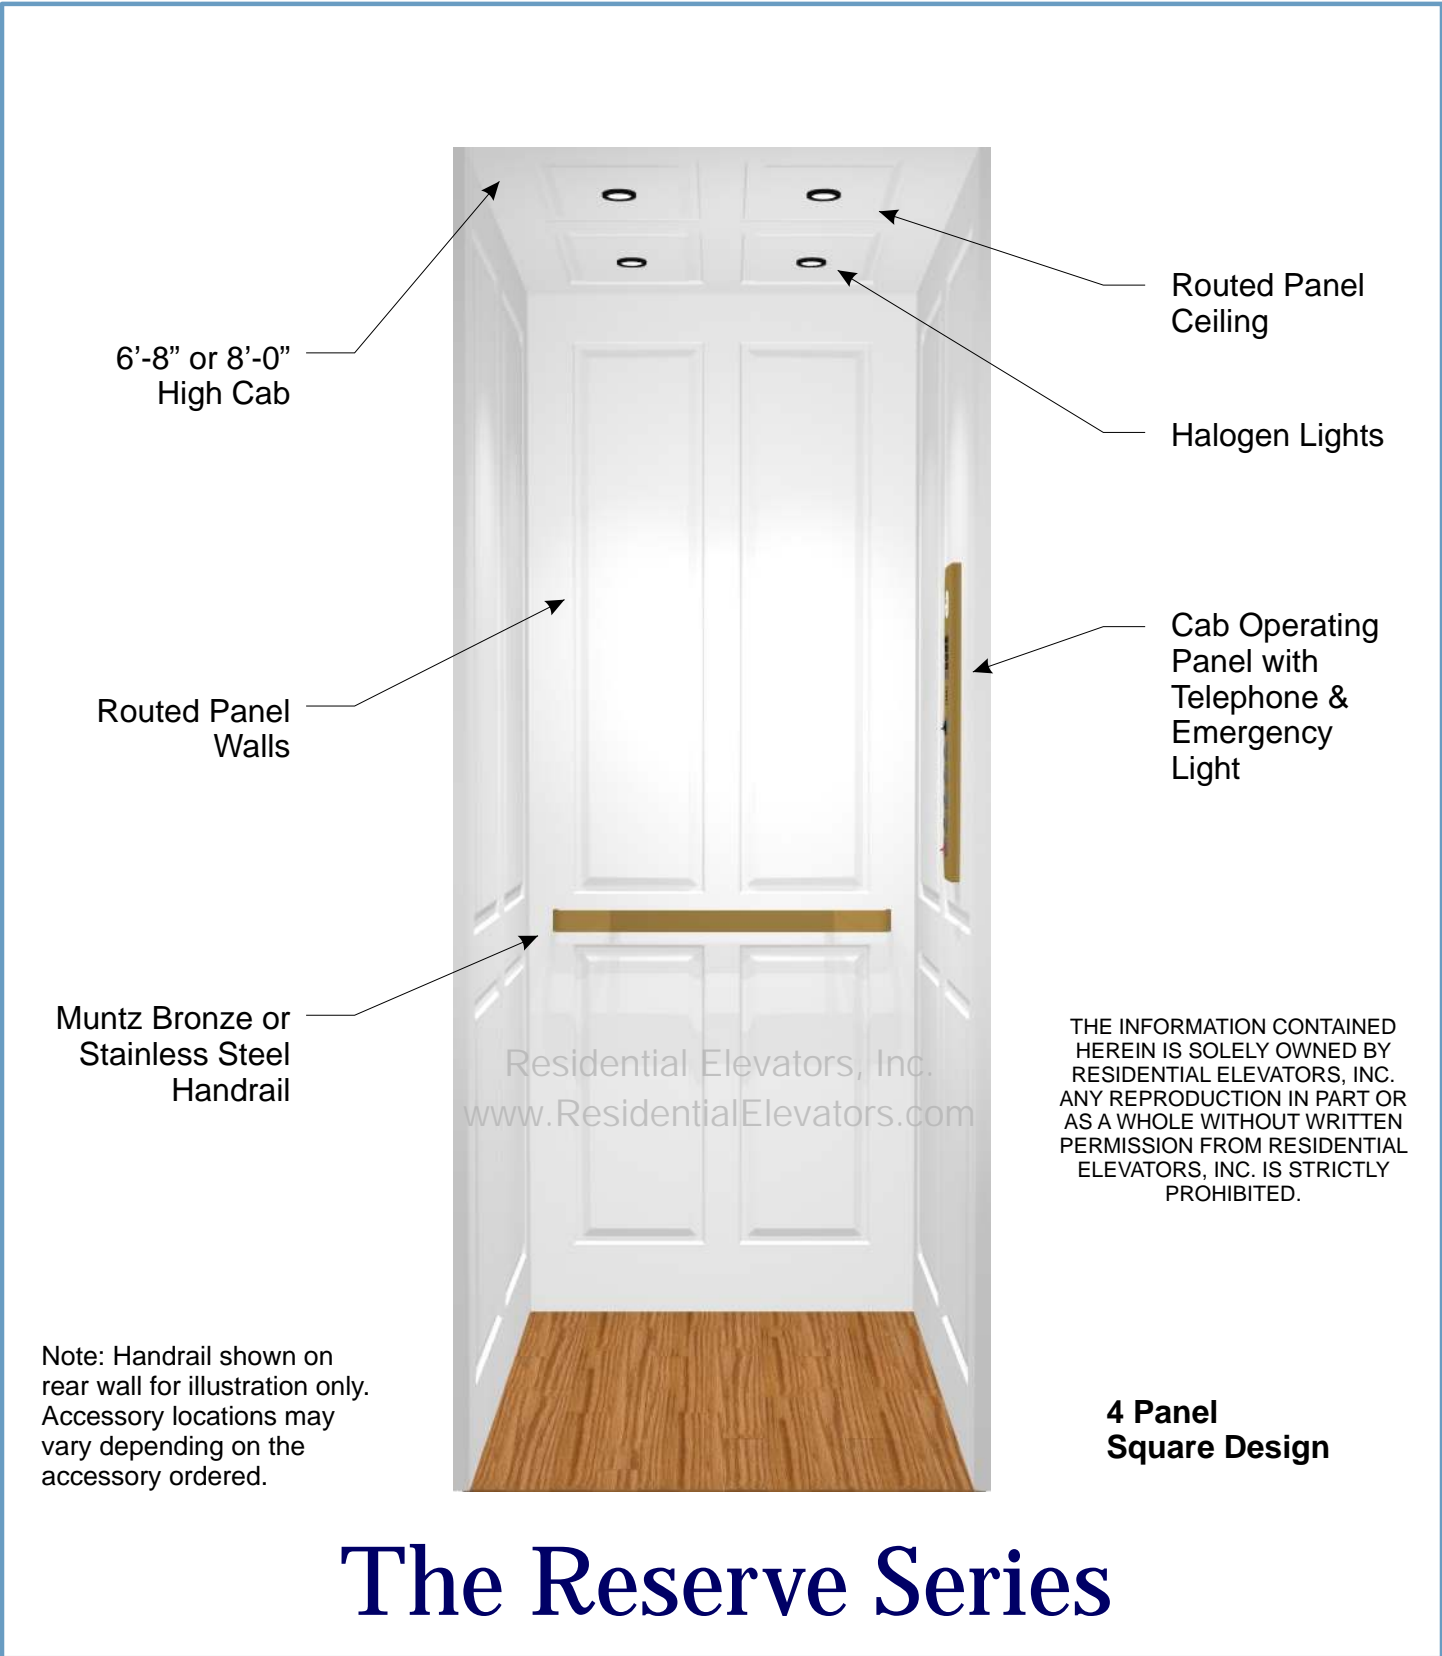 6’-8” or 8’-0”
High Cab
Routed Panel
Walls
Muntz Bronze or
Stainless Steel
Handrail
Routed Panel
Ceiling
Halogen Lights
Cab Operating
Panel with
Telephone &
Emergency
Light
Residential Elevators, Inc.
www.ResidentialElevators.com
THE INFORMATION CONTAINED
HEREIN IS SOLELY OWNED BY
RESIDENTIAL ELEVATORS, INC.
ANY REPRODUCTION IN PART OR
AS A WHOLE WITHOUT WRITTEN
PERMISSION FROM RESIDENTIAL
ELEVATORS, INC. IS STRICTLY
PROHIBITED.
Note: Handrail shown on
rear wall for illustration only.
Accessory locations may
vary depending on the
accessory ordered.
4 Panel
Square Design
The Reserve Series